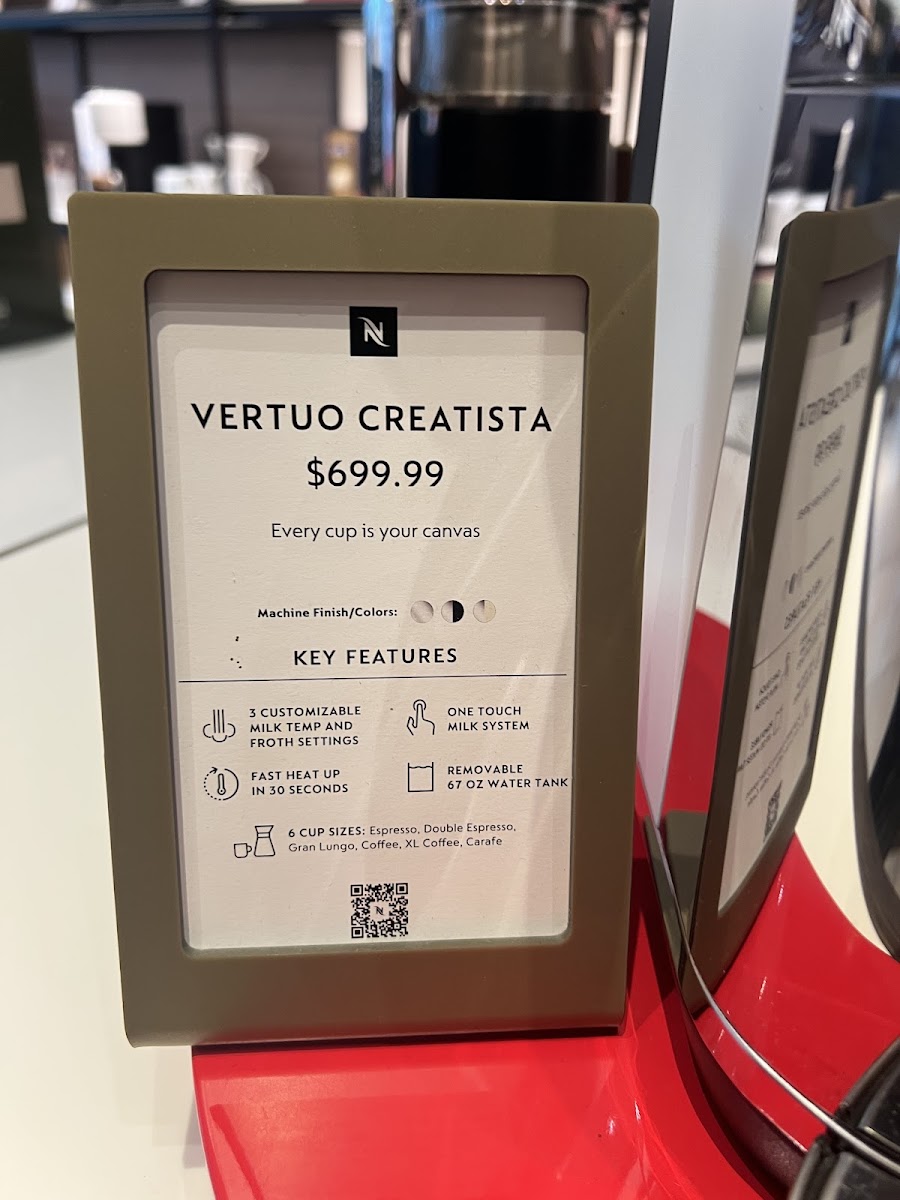 N
VERTUO CREATISTA
$699.99
Every cup is your canvas
Machine Finish/Colors:
KEY FEATURES
3 CUSTOMIZABLE
MILK TEMP AND
FROTH SETTINGS
ONE TOUCH
MILK SYSTEM
FAST HEAT UP
IN 30 SECONDS
REMOVABLE
67 OZ WATER TANK
6 CUP SIZES: Espresso, Double Espresso,
Gran Lungo, Coffee, XL Coffee, Carafe